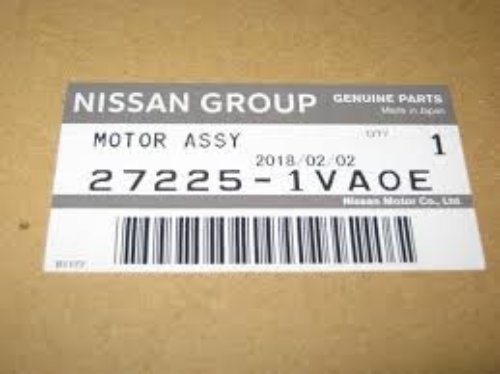 NISSAN GROUP GENUINE PARTS
Made in Japan
MOTOR ASSY QTY 1
2018/02/02
27225-1VA0E
Nissan Motor Co., Ltd.